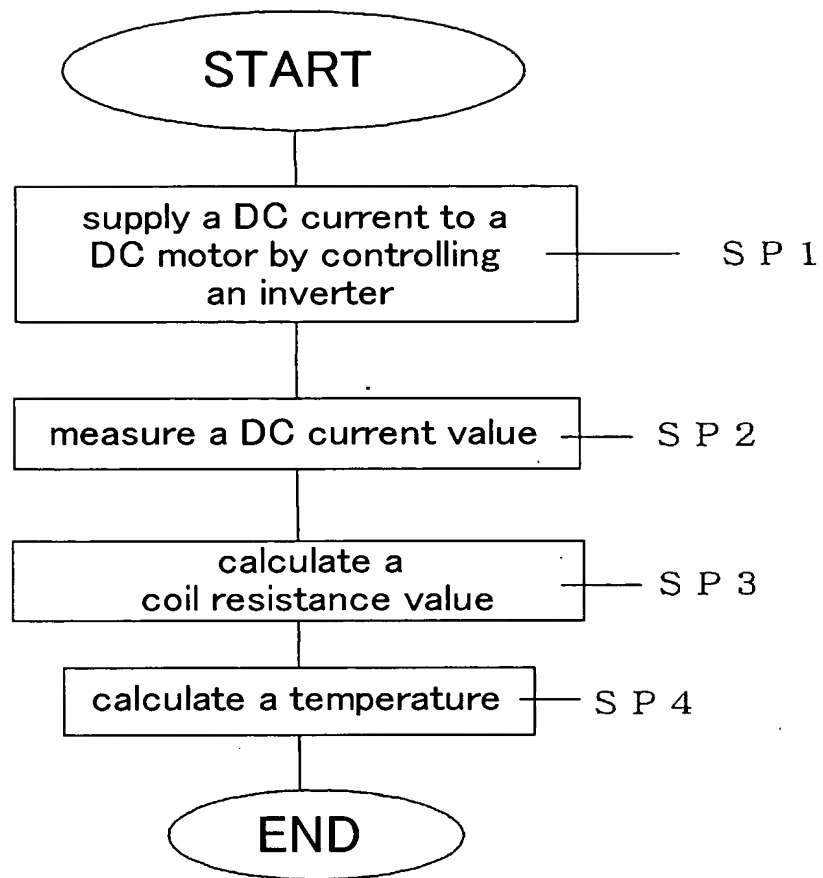 START
supply a DC current to a
DC motor by controlling
an inverter
SP1
measure a DC current value
SP2
calculate a
coil resistance value
SP3
calculate a temperature
SP4
END